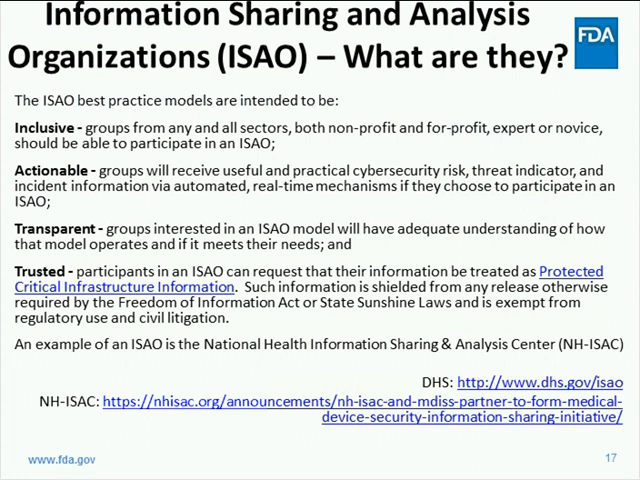 Information Sharing and Analysis
Organizations (ISAO) – What are they?
FDA
The ISAO best practice models are intended to be:
Inclusive - groups from any and all sectors, both non-profit and for-profit, expert or novice,
should be able to participate in an ISAO;
Actionable - groups will receive useful and practical cybersecurity risk, threat indicator, and
incident information via automated, real-time mechanisms if they choose to participate in an
ISAO;
Transparent - groups interested in an ISAO model will have adequate understanding of how
that model operates and if it meets their needs; and
Trusted - participants in an ISAO can request that their information be treated as Protected
Critical Infrastructure Information. Such information is shielded from any release otherwise
required by the Freedom of Information Act or State Sunshine Laws and is exempt from
regulatory use and civil litigation.
An example of an ISAO is the National Health Information Sharing & Analysis Center (NH-ISAC)
DHS: http://www.dhs.gov/isao
NH-ISAC: https://nhisac.org/announcements/nh-isac-and-mdiss-partner-to-form-medical-
device-security-information-sharing-initiative/
www.fda.gov
17